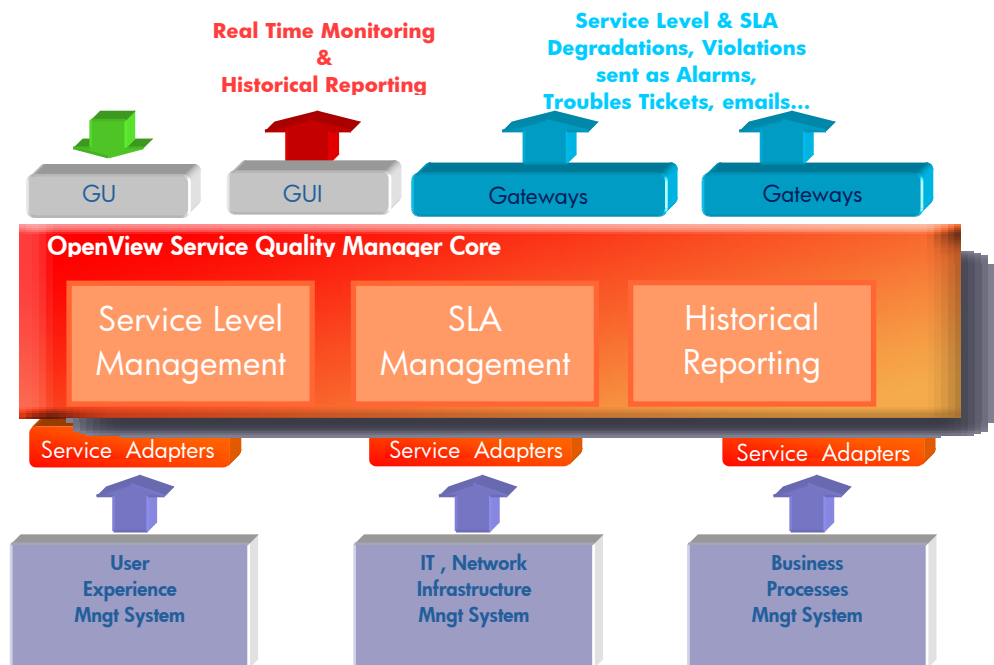 Real Time Monitoring
&
Historical Reporting
Service Level & SLA
Degradations, Violations
sent as Alarms,
Troubles Tickets, emails...
GU
GUI
Gateways
Gateways
OpenView Service Quality Manager Core
Service Level
Management
SLA
Management
Historical
Reporting
Service Adapters
Service Adapters
Service Adapters
User
Experience
Mngt System
IT , Network
Infrastructure
Mngt System
Business
Processes
Mngt System